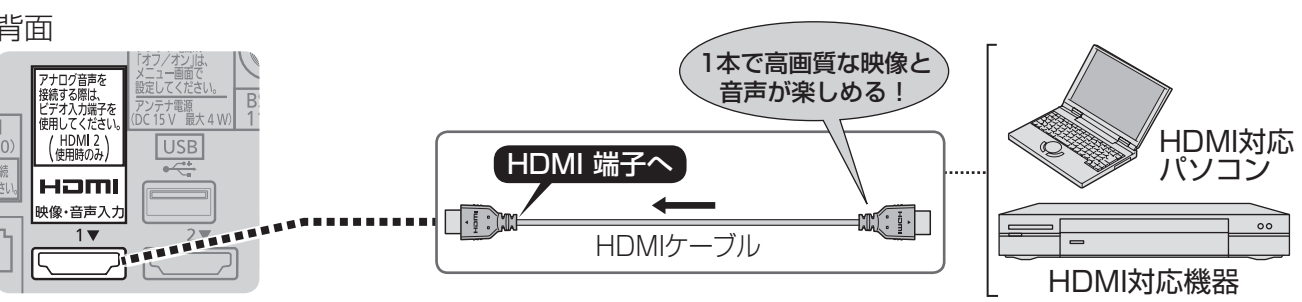 背面
「オフ/オン」は、
メニュー画面で
設定してください。
アンテナ電源
(DC 15 V 最大 4 W)
アナログ音声を
接続する際は、
ビデオ入力端子を
使用してください。
( HDMI 2
使用時のみ )
HDMI
映像・音声入力
1▼
USB
2▼
HDMI 端子へ
HDMIケーブル
1本で高画質な映像と
音声が楽しめる！
HDMI対応
パソコン
HDMI対応機器